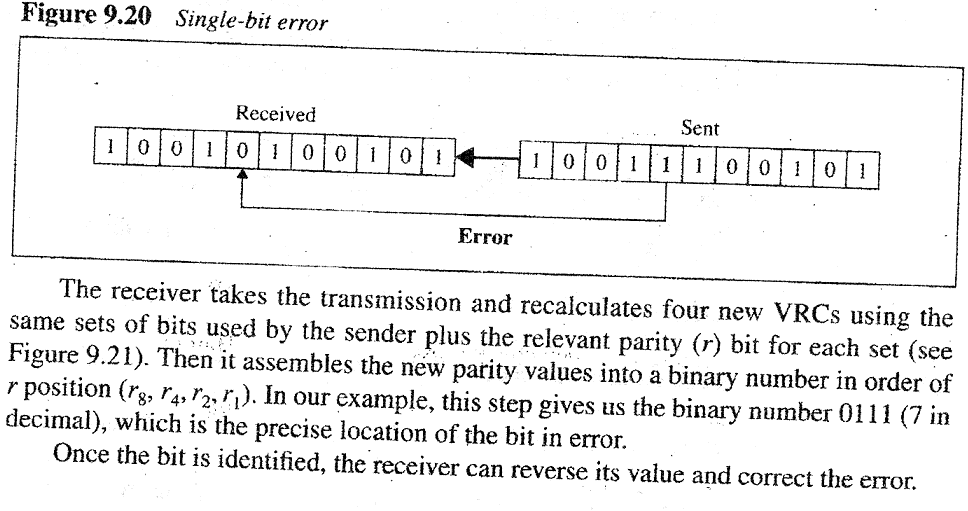 Figure 9.20 Single-bit error
Received
Sent
1 0 0 1 0 1 0 0 1 0 1
1 0 0 1 1 1 0 0 1 0 1
Error
The receiver takes the transmission and recalculates four new VRCs using the
same sets of bits used by the sender plus the relevant parity (r) bit for each set (see
Figure 9.21). Then it assembles the new parity values into a binary number in order of
r position (r8, r4, r2, r1). In our example, this step gives us the binary number 0111 (7 in
decimal), which is the precise location of the bit in error.
Once the bit is identified, the receiver can reverse its value and correct the error.